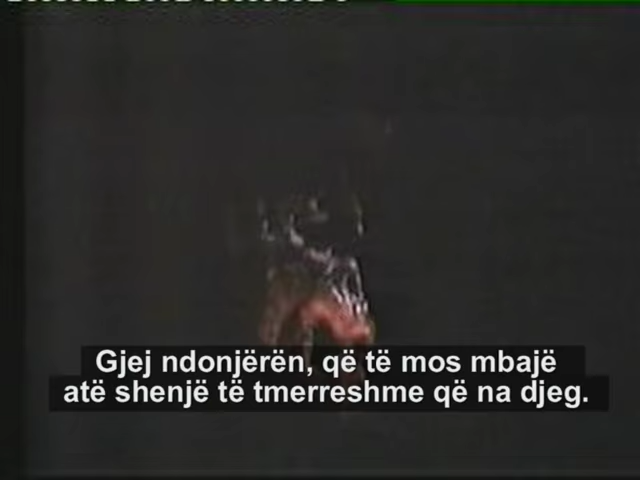 Gjej ndonjërën, që të mos mbajë
atë shenjë të tmerreshme që na djeg.